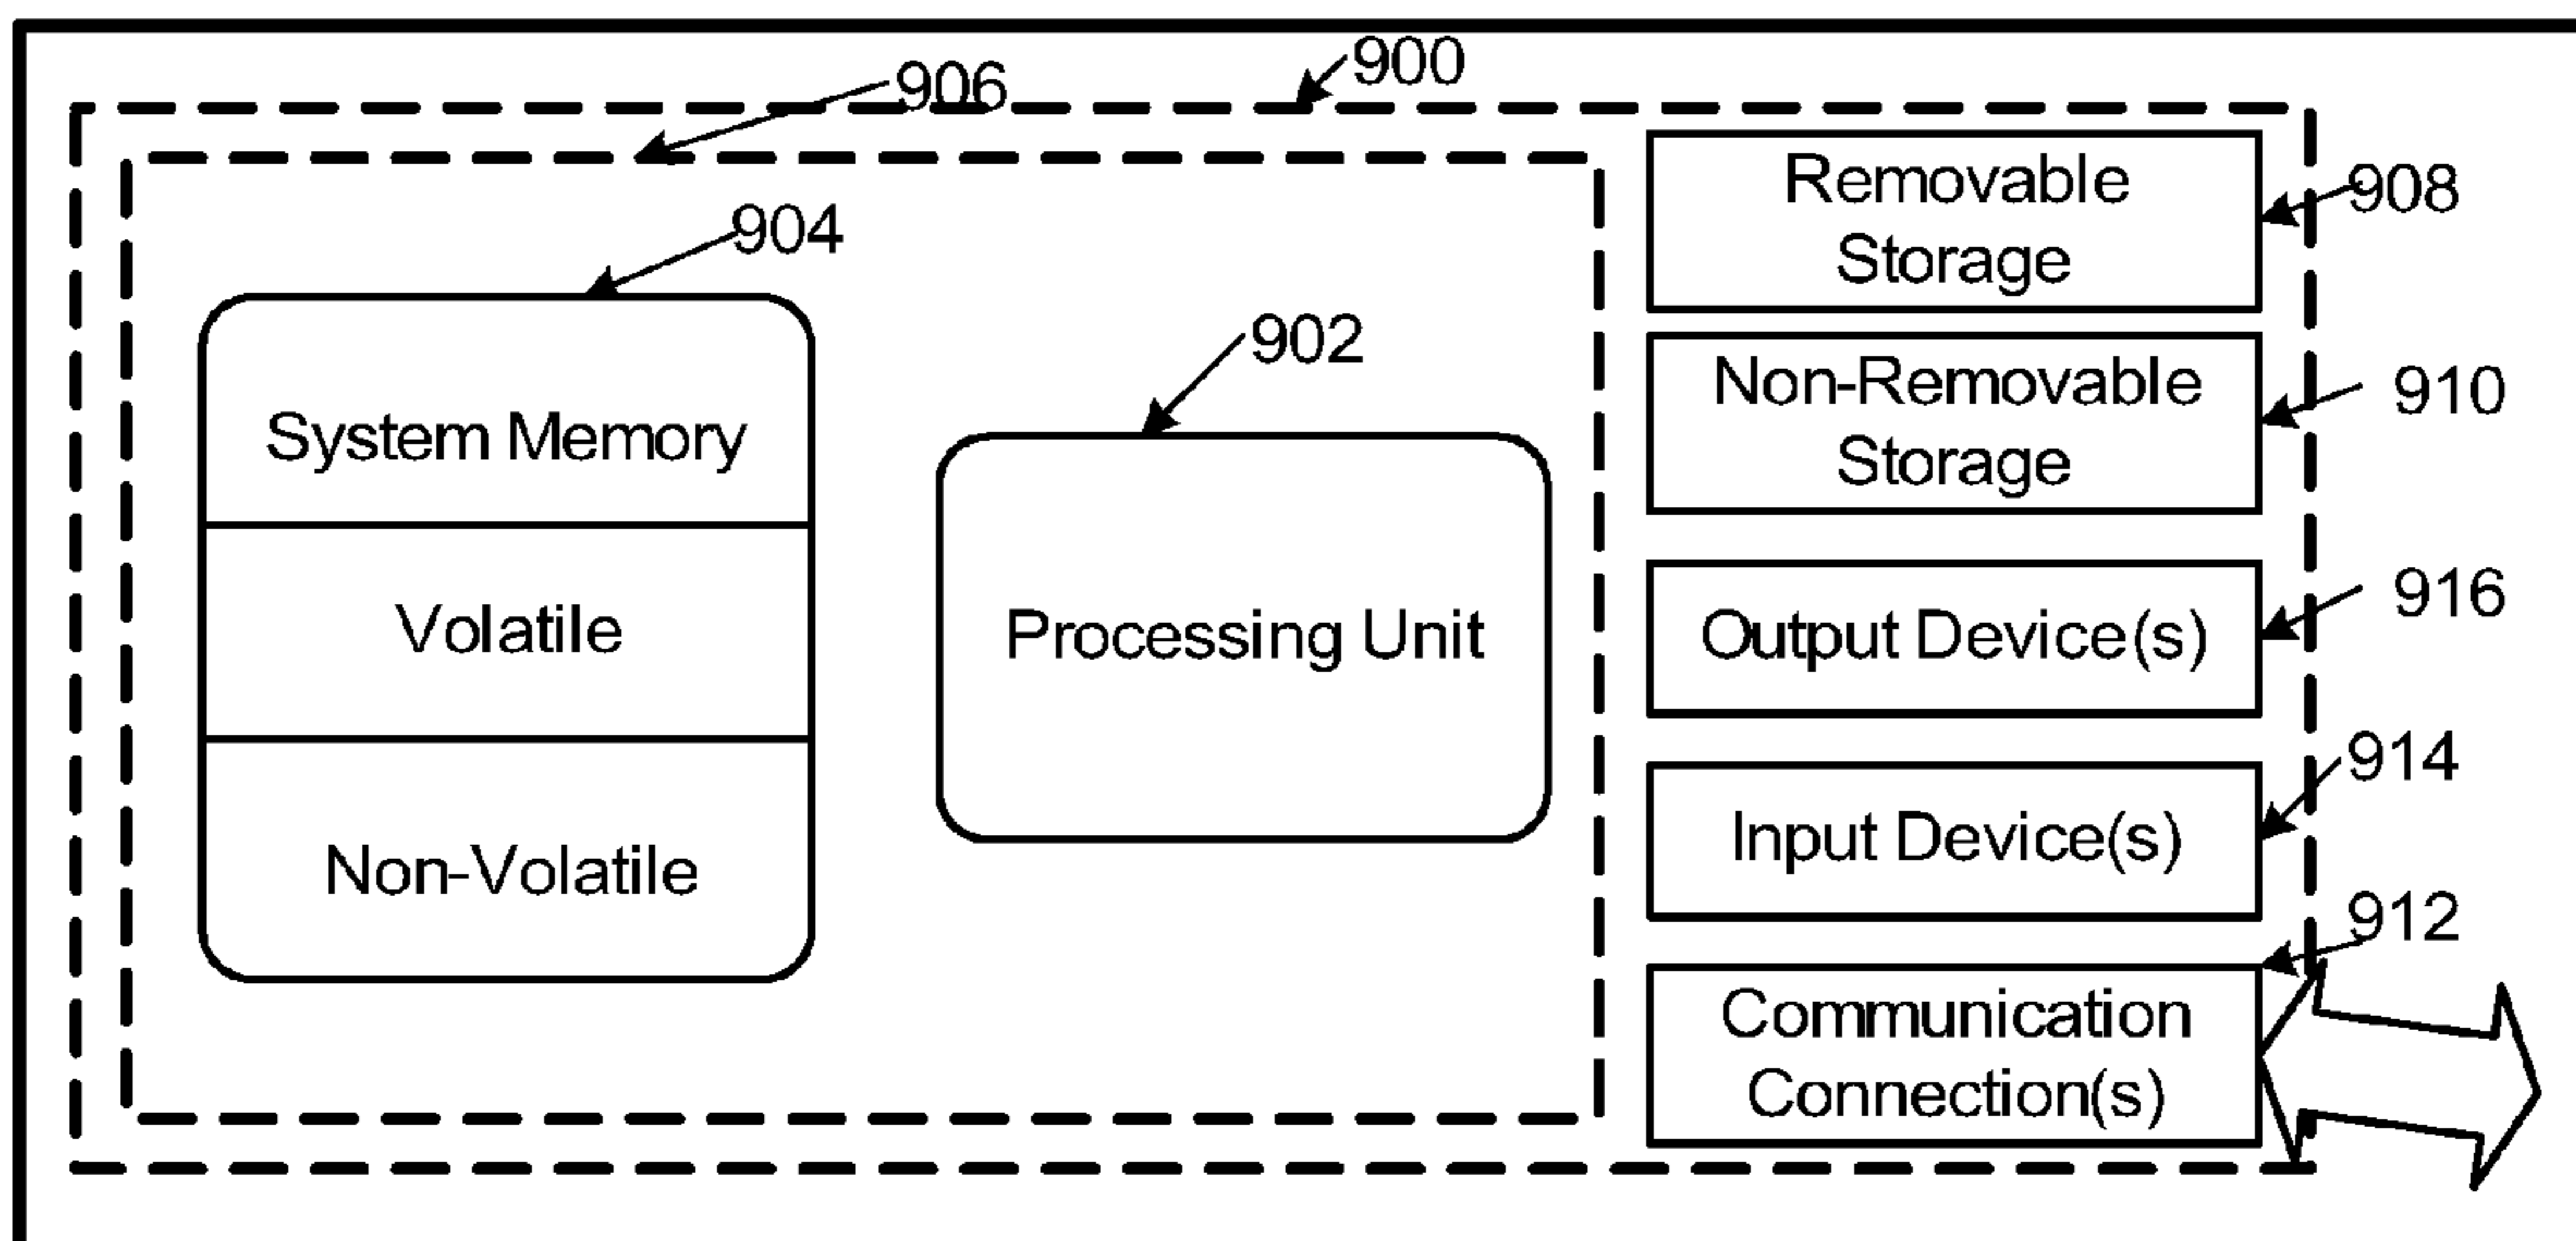 900
906
Removable
Storage
908
904
902
Non-Removable
Storage
910
System Memory
Volatile
Non-Volatile
Processing Unit
Output Device(s)
916
Input Device(s)
914
912
Communication
Connection(s)